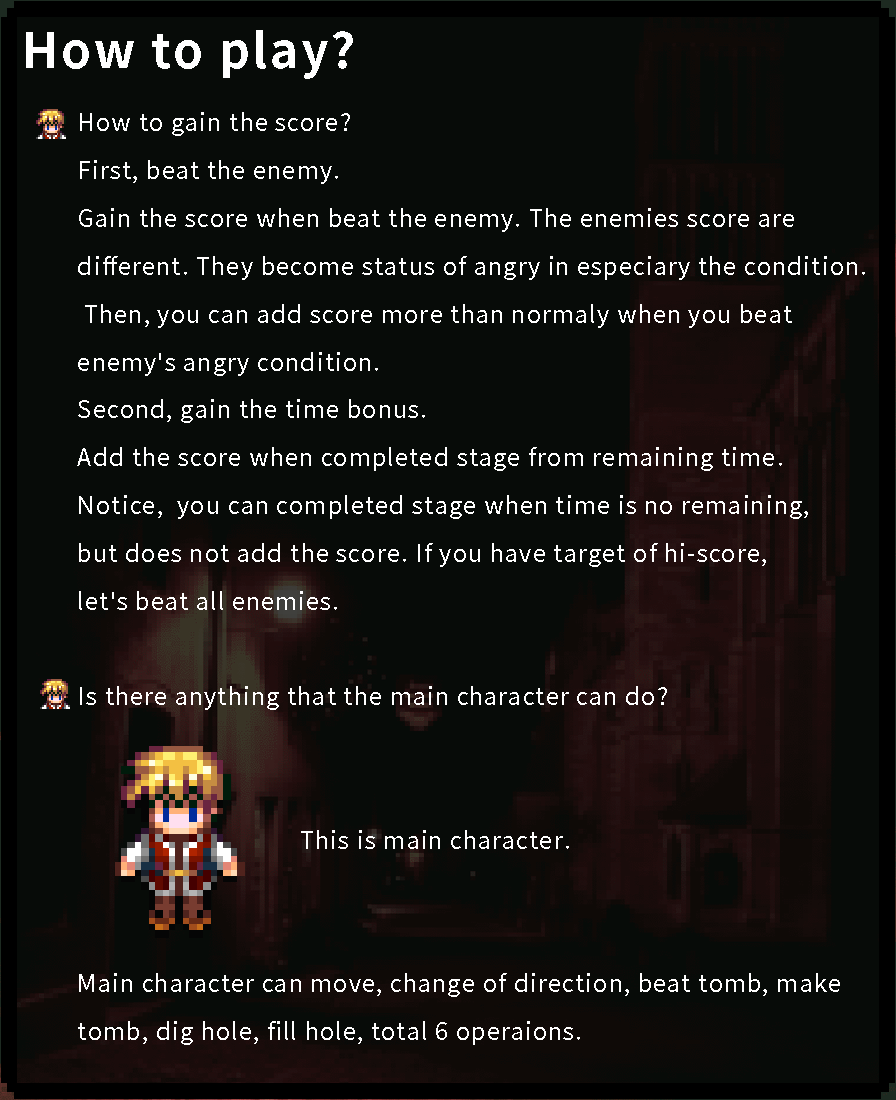 How to play?
How to gain the score?
First, beat the enemy.
Gain the score when beat the enemy. The enemies score are
different. They become status of angry in especiary the condition.
Then, you can add score more than normaly when you beat
enemy's angry condition.
Second, gain the time bonus.
Add the score when completed stage from remaining time.
Notice,  you can completed stage when time is no remaining,
but does not add the score. If you have target of hi-score,
let's beat all enemies.
Is there anything that the main character can do?
This is main character.
Main character can move, change of direction, beat tomb, make
tomb, dig hole, fill hole, total 6 operaions.